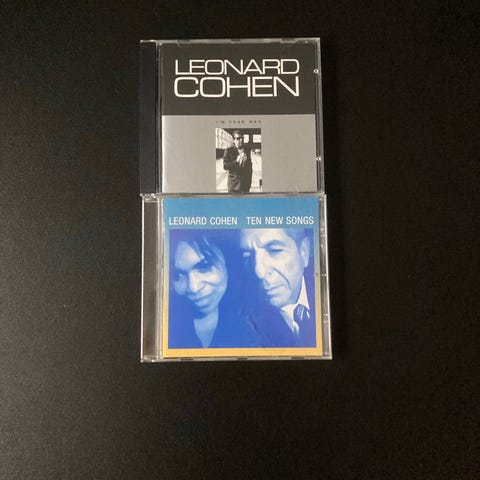 LEONARD
COHEN
I'M YOUR MAN
LEONARD COHEN TEN NEW SONGS